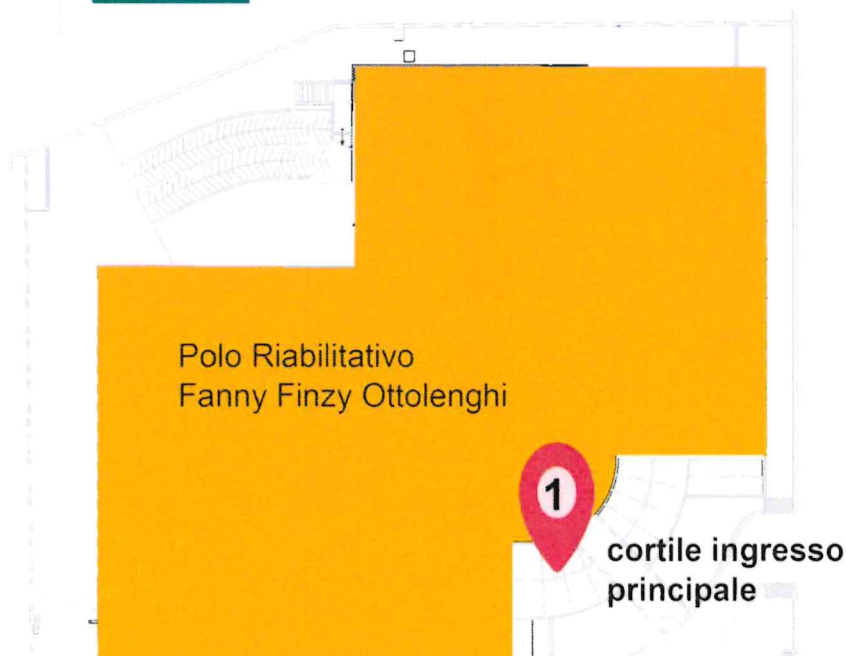 Polo Riabilitativo
Fanny Finzy Ottolenghi
1
cortile ingresso
principale